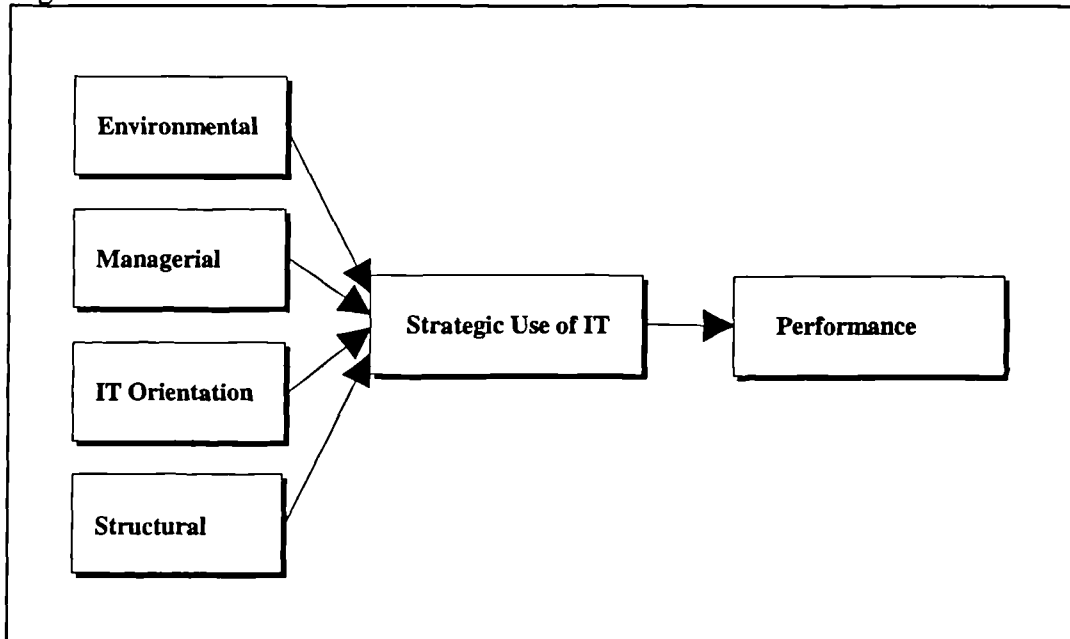 Environmental
Managerial
IT Orientation
Structural
Strategic Use of IT
Performance